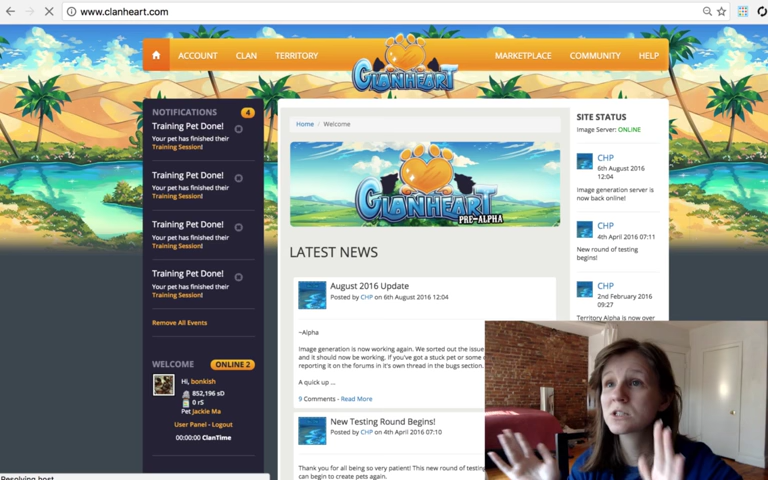 www.clanheart.com
ACCOUNT
CLAN
TERRITORY
CLANHEART
MARKETPLACE
COMMUNITY
HELP
NOTIFICATIONS 4
Training Pet Done!
Your pet has finished their
Training Session!
Training Pet Done!
Your pet has finished their
Training Session!
Training Pet Done!
Your pet has finished their
Training Session!
Training Pet Done!
Your pet has finished their
Training Session!
Remove All Events
WELCOME ONLINE 2
Hi, bonkish
852,196 sD
0 rS
Pet Jackie Ma
User Panel - Logout
00:00:00 ClanTime
Home / Welcome
CLANHEART
PRE-ALPHA
LATEST NEWS
August 2016 Update
Posted by CHP on 6th August 2016 12:04
~Alpha
Image generation is now working again. We sorted out the issue
and it should now be working. If you've got a stuck pet or some
reporting it on the forums in it's own thread in the bugs section.
A quick up ...
9 Comments - Read More
New Testing Round Begins!
Posted by CHP on 4th April 2016 07:10
Thank you for all being so very patient! This new round of testing
can begin to create pets again.
SITE STATUS
Image Server: ONLINE
CHP
6th August 2016
12:04
Image generation server is
now back online!
CHP
4th April 2016 07:11
New round of testing
begins!
CHP
2nd February 2016
09:27
Territory Alpha is now over
Resolving host